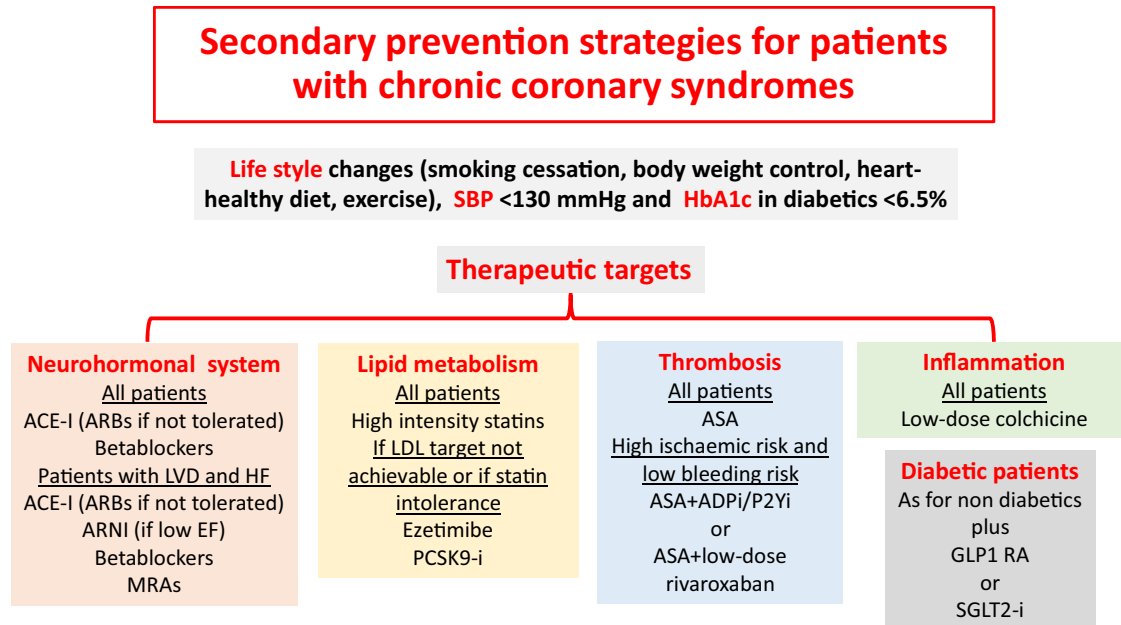 Secondary prevention strategies for patients
with chronic coronary syndromes
Life style changes (smoking cessation, body weight control, heart-
healthy diet, exercise), SBP <130 mmHg and HbA1c in diabetics <6.5%
Therapeutic targets
Neurohormonal system
All patients
ACE-I (ARBs if not tolerated)
Betablockers
Patients with LVD and HF
ACE-I (ARBs if not tolerated)
ARNI (if low EF)
Betablockers
MRAs
Lipid metabolism
All patients
High intensity statins
If LDL target not
achievable or if statin
intolerance
Ezetimibe
PCSK9-i
Thrombosis
All patients
ASA
High ischaemic risk and
low bleeding risk
ASA+ADPi/P2Yi
or
ASA+low-dose
rivaroxaban
Inflammation
All patients
Low-dose colchicine
Diabetic patients
As for non diabetics
plus
GLP1 RA
or
SGLT2-i